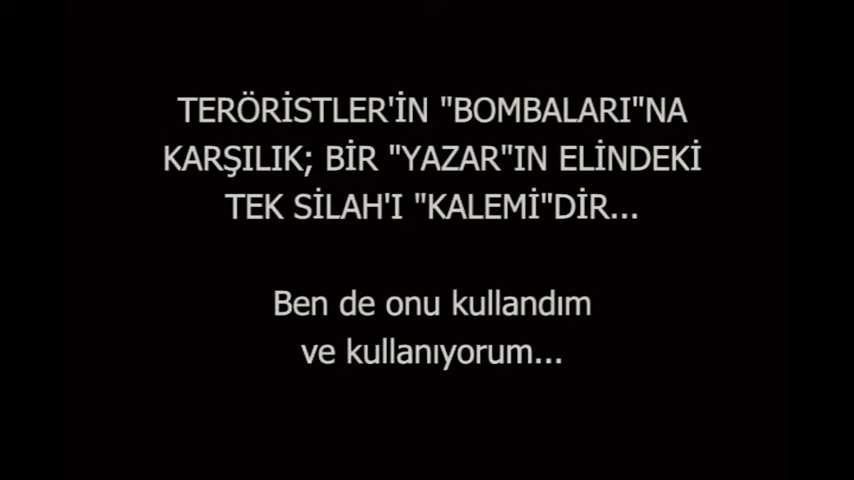 TERÖRİSTLER'İN "BOMBALARI"NA
KARŞILIK; BİR "YAZAR"IN ELİNDEKİ
TEK SİLAH'I "KALEMİ"DİR...
Ben de onu kullandım
ve kullanıyorum...